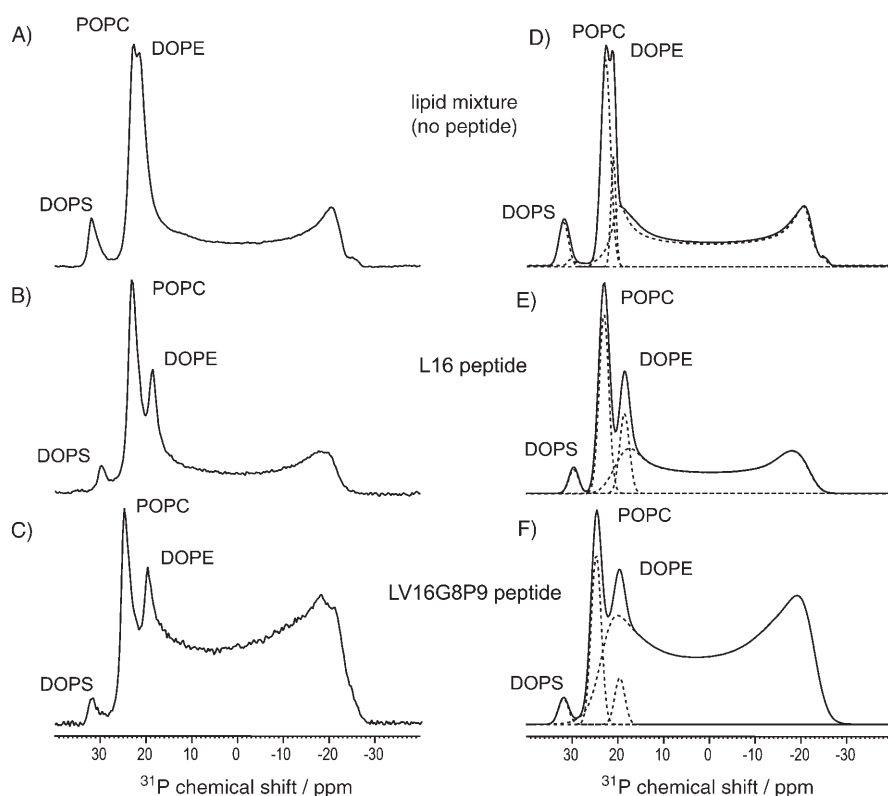 A)
POPC
DOPE
DOPS
D)
POPC
DOPE
DOPS
lipid mixture
(no peptide)
B)
POPC
DOPE
DOPS
E)
POPC
DOPE
DOPS
L16 peptide
C)
POPC
DOPE
DOPS
F)
POPC
DOPE
DOPS
LV16G8P9 peptide
30 20 10 0 -10 -20 -30
31P chemical shift / ppm
30 20 10 0 -10 -20 -30
31P chemical shift / ppm